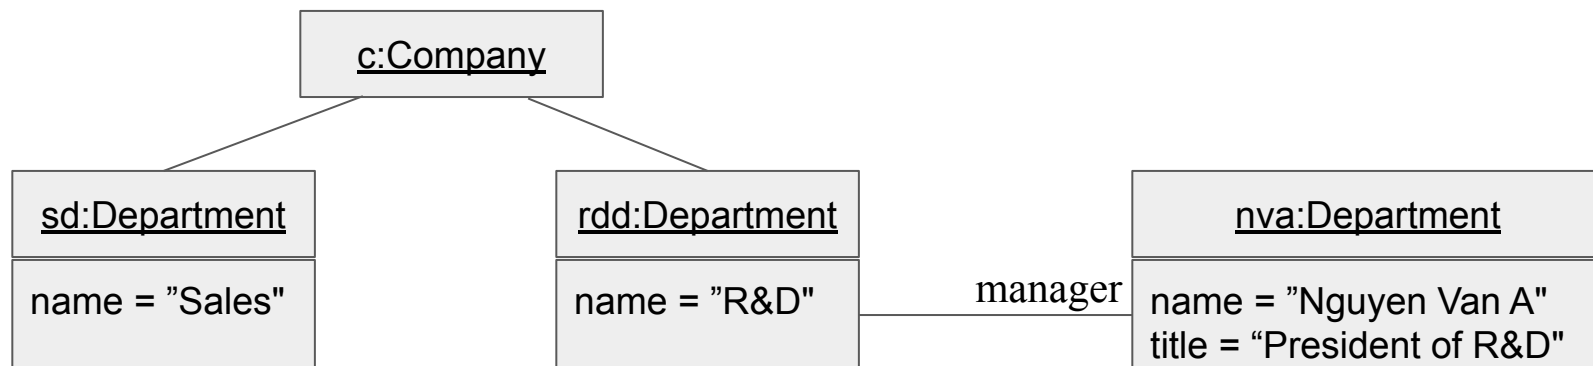 c:Company
sd:Department
rdd:Department
nva:Department
name = ”Sales"
name = ”R&D"
manager
name = ”Nguyen Van A"
title = “President of R&D"